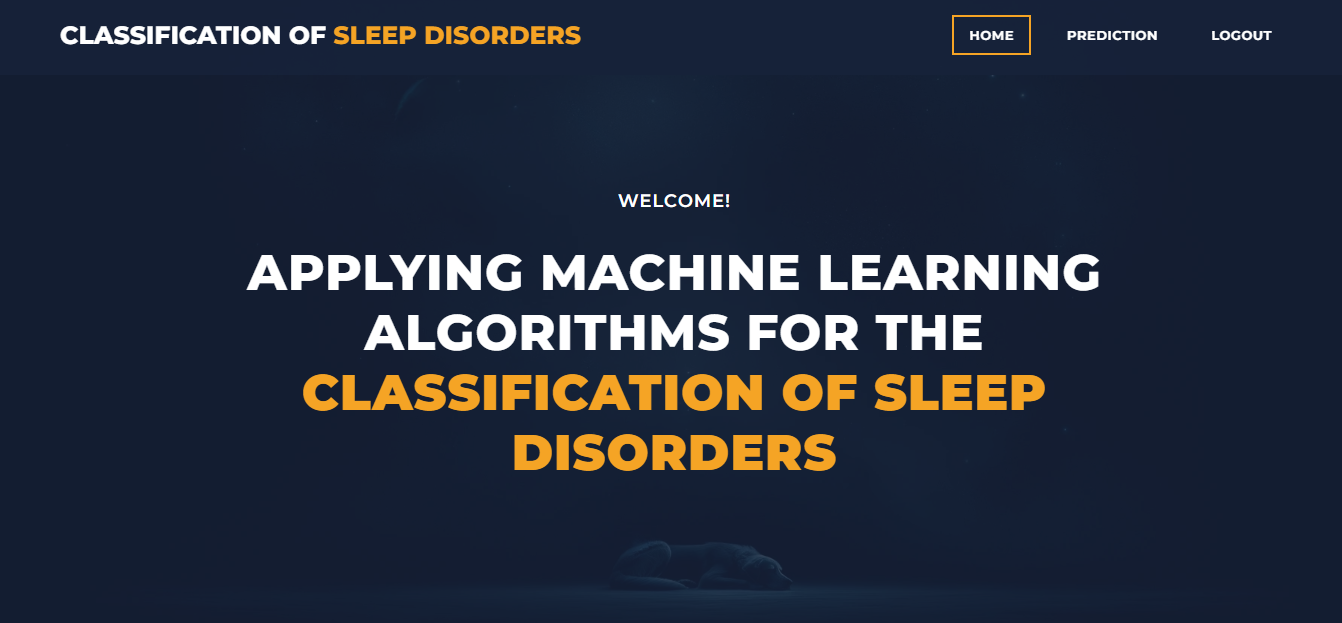 CLASSIFICATION OF SLEEP DISORDERS
HOME
PREDICTION
LOGOUT
WELCOME!
APPLYING MACHINE LEARNING
ALGORITHMS FOR THE
CLASSIFICATION OF SLEEP
DISORDERS